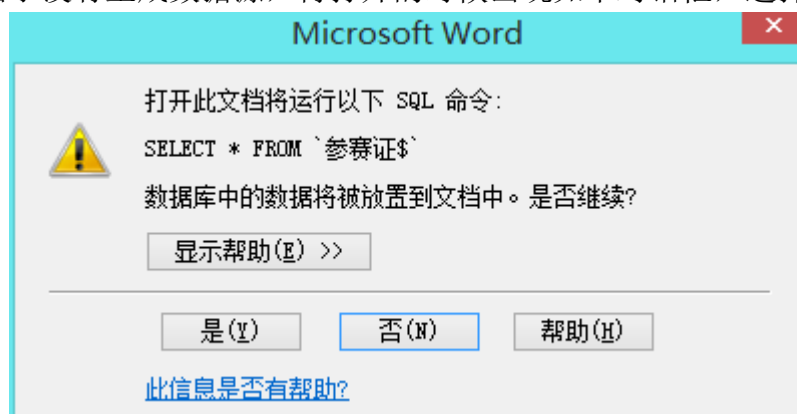 Microsoft Word
打开此文档将运行以下 SQL 命令:
SELECT * FROM `参赛证$`
数据库中的数据将被放置到文档中。是否继续?
显示帮助(E) >>
是(Y)
否(N)
帮助(H)
此信息是否有帮助?